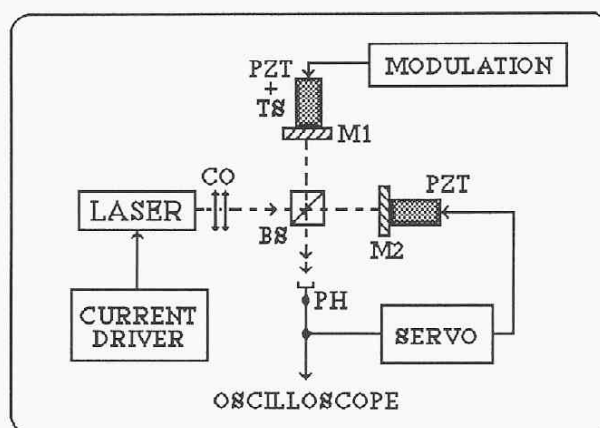 PZT
+
TS
MODULATION
M1
CO
PZT
LASER
BS
M2
PH
CURRENT
DRIVER
SERVO
OSCILLOSCOPE